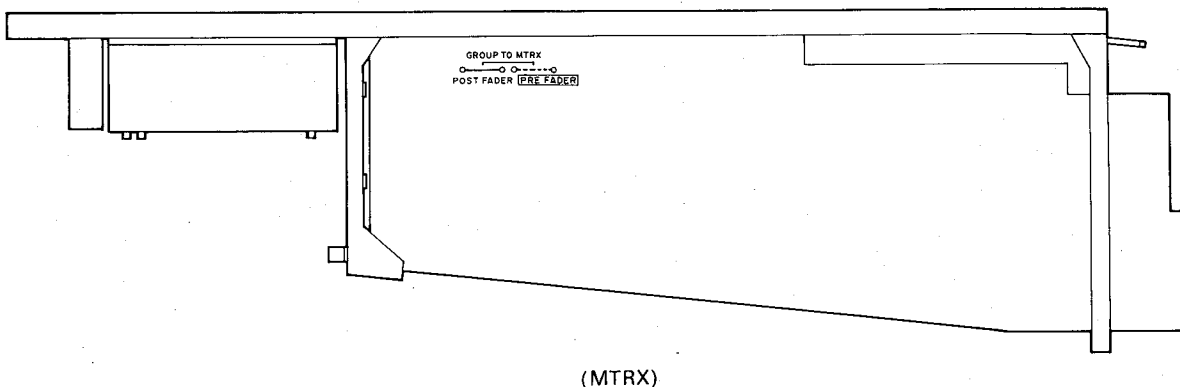 GROUP TO MTRX
POST FADER PRE FADER
(MTRX)